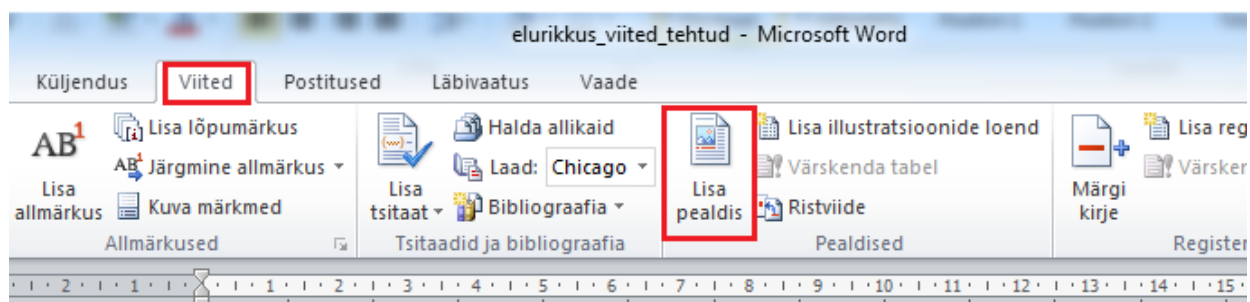 elurikkus_viited_tehtud - Microsoft Word
Küljendus Viited Postitused Läbivaatus Vaade
AB1 Lisa allmärkus
Lisa lõpumärkus
AB1 Järgmine allmärkus
Kuva märkmed
Allmärkused
Lisa tsitaat
Halda allikaid
Laad: Chicago
Bibliograafia
Tsitaadid ja bibliograafia
Lisa pealdis
Lisa illustratsioonide loend
Värskenda tabel
Ristviide
Pealdised
Märgi kirje
Lisa reg
Värsker
Register
2 1 1 2 3 4 5 6 7 8 9 10 11 12 13 14 15